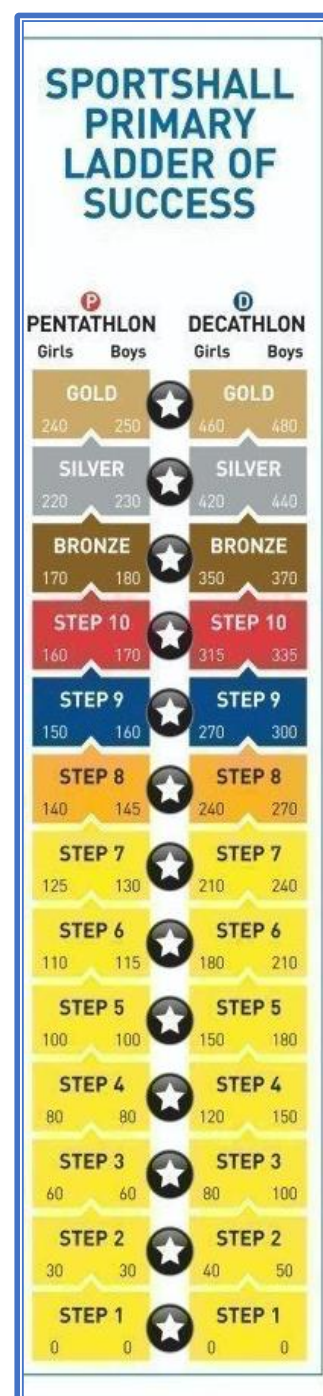 SPORTSHALL
PRIMARY
LADDER OF
SUCCESS
P D
PENTATHLON DECATHLON
Girls Boys Girls Boys
GOLD GOLD
240 250 460 480
SILVER SILVER
220 230 420 440
BRONZE BRONZE
170 180 350 370
STEP 10 STEP 10
160 170 315 335
STEP 9 STEP 9
150 160 270 300
STEP 8 STEP 8
140 145 240 270
STEP 7 STEP 7
125 130 210 240
STEP 6 STEP 6
110 115 180 210
STEP 5 STEP 5
100 100 150 180
STEP 4 STEP 4
80 80 120 150
STEP 3 STEP 3
60 60 80 100
STEP 2 STEP 2
30 30 40 50
STEP 1 STEP 1
0 0 0 0